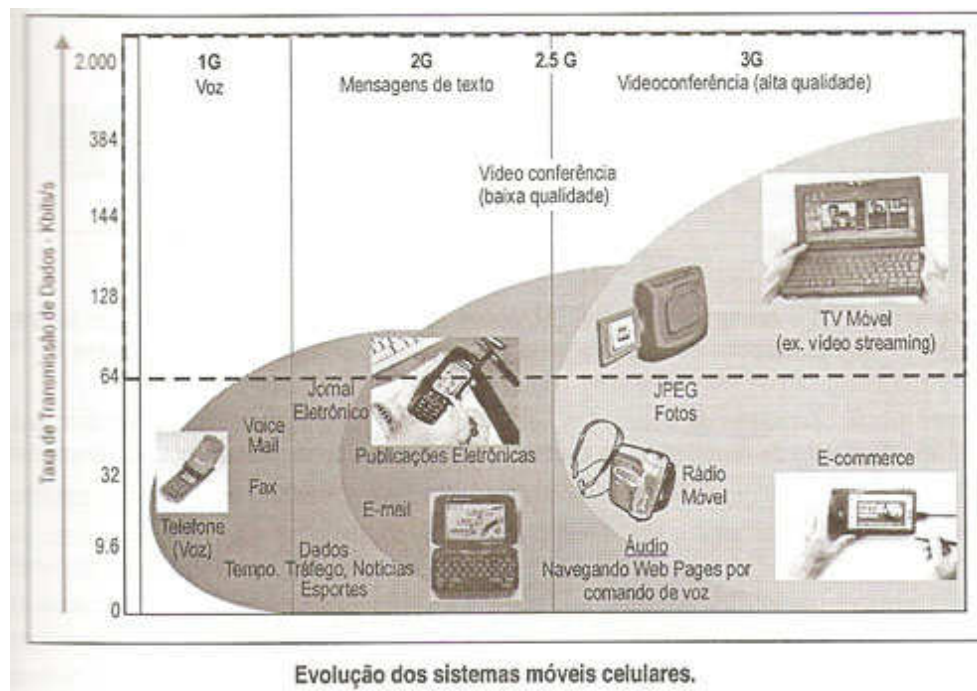 2.000
384
144
128
64
32
9.6
0
Taxa de Transmissão de Dados - Kbits/s
1G
Voz
2G
Mensagens de texto
2.5 G
3G
Videoconferência (alta qualidade)
Video conferência
(baixa qualidade)
TV Móvel
(ex. video streaming)
Jornal
Eletrônico
JPEG
Fotos
Voice
Mail
Publicações Eletrônicas
Fax
Rádio
Móvel
E-commerce
E-mail
Telefone
(Voz)
Dados
Tempo. Tráfego, Notícias
Esportes
Áudio
Navegando Web Pages por
comando de voz
Evolução dos sistemas móveis celulares.